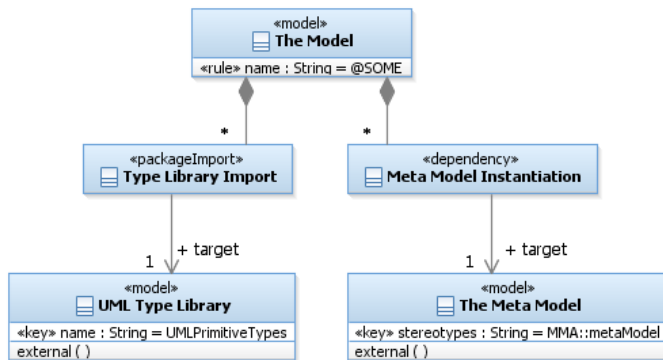 «model»
The Model
«rule» name : String = @SOME
*
*
«packageImport»
Type Library Import
«dependency»
Meta Model Instantiation
+ target
1
+ target
1
«model»
UML Type Library
«key» name : String = UMLPrimitiveTypes
external ( )
«model»
The Meta Model
«key» stereotypes : String = MMA::metaModel
external ( )